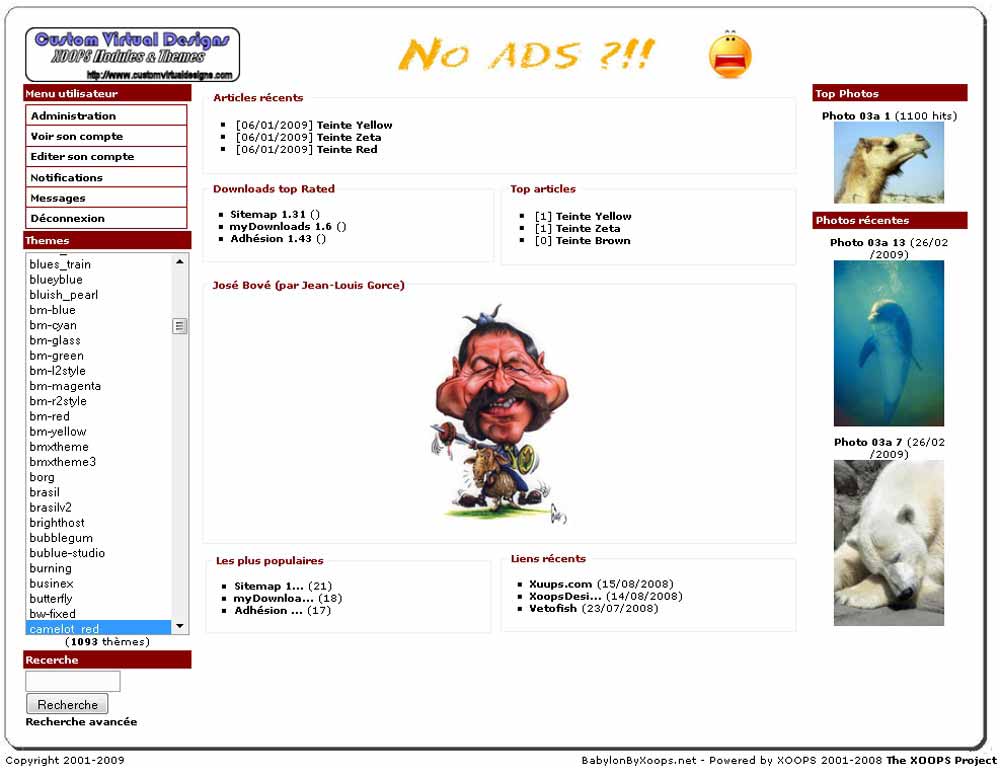 Custom Virtual Designs
XOOPS Modules & Themes
http://www.customvirtualdesigns.com
No ADS ?!!
Menu utilisateur
Administration
Voir son compte
Editer son compte
Notifications
Messages
Déconnexion
Themes
blues_train
blueyblue
bluish_pearl
bm-blue
bm-cyan
bm-glass
bm-green
bm-l2style
bm-magenta
bm-r2style
bm-red
bm-yellow
bmxtheme
bmxtheme3
borg
brasil
brasilv2
brighthost
bubblegum
bublue-studio
burning
businex
butterfly
bw-fixed
camelot_red
(1093 thèmes)
Recerche
Recherche
Recherche avancée
Articles récents
[06/01/2009] Teinte Yellow
[06/01/2009] Teinte Zeta
[06/01/2009] Teinte Red
Downloads top Rated
Sitemap 1.31 ()
myDownloads 1.6 ()
Adhésion 1.43 ()
Top articles
[1] Teinte Yellow
[1] Teinte Zeta
[0] Teinte Brown
José Bové (par Jean-Louis Gorce)
Les plus populaires
Sitemap 1... (21)
myDownloa... (18)
Adhésion ... (17)
Liens récents
Xuups.com (15/08/2008)
XoopsDesi... (14/08/2008)
Vetofish (23/07/2008)
Top Photos
Photo 03a 1 (1100 hits)
Photos récentes
Photo 03a 13 (26/02
/2009)
Photo 03a 7 (26/02
/2009)
Copyright 2001-2009
BabylonByXoops.net - Powered by XOOPS 2001-2008 The XOOPS Project